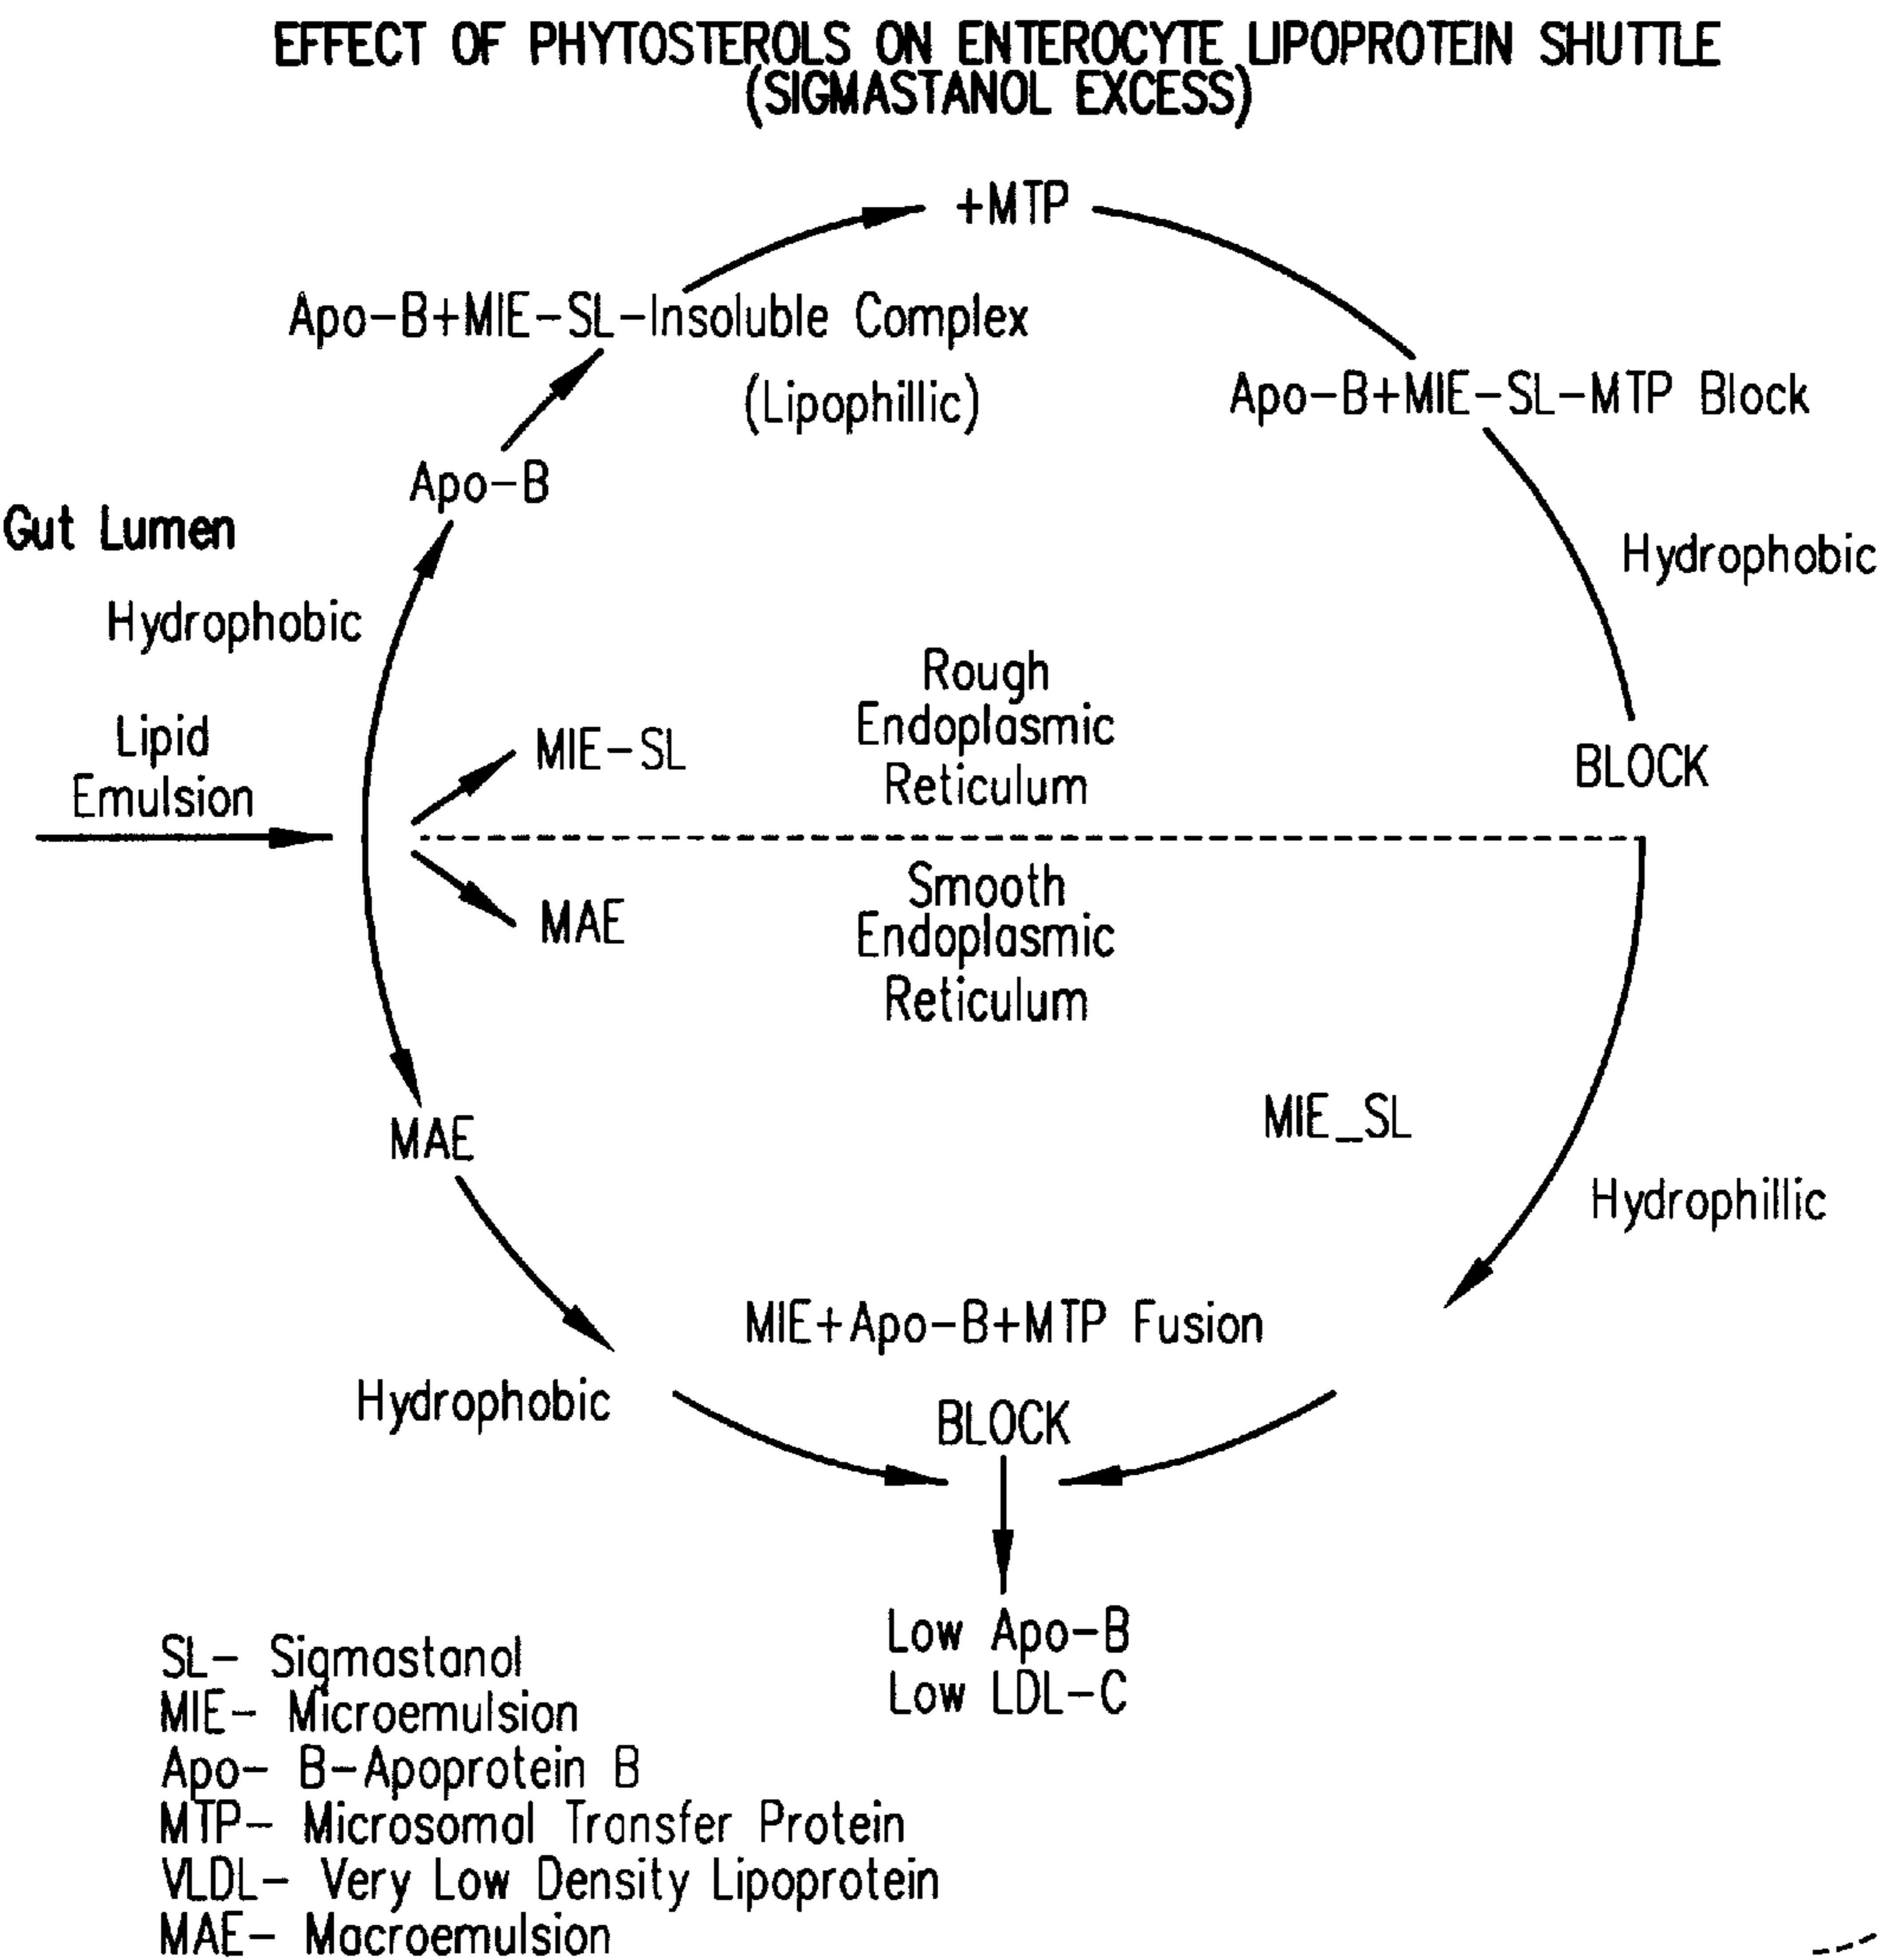 EFFECT OF PHYTOSTEROLS ON ENTEROCYTE LIPOPROTEIN SHUTTLE
(SIGMASTANOL EXCESS)
+MTP
Apo-B+MIE-SL-Insoluble Complex
(Lipophillic)
Apo-B+MIE-SL-MTP Block
Apo-B
Gut Lumen
Hydrophobic
Hydrophobic
Lipid
Emulsion
MIE-SL
Rough
Endoplasmic
Reticulum
BLOCK
MAE
Smooth
Endoplasmic
Reticulum
MAE
MIE_SL
Hydrophillic
MIE+Apo-B+MTP Fusion
Hydrophobic
BLOCK
Low Apo-B
Low LDL-C
SL- Sigmastanol
MIE- Microemulsion
Apo- B-Apoprotein B
MTP- Microsomal Transfer Protein
VLDL- Very Low Density Lipoprotein
MAE- Macroemulsion